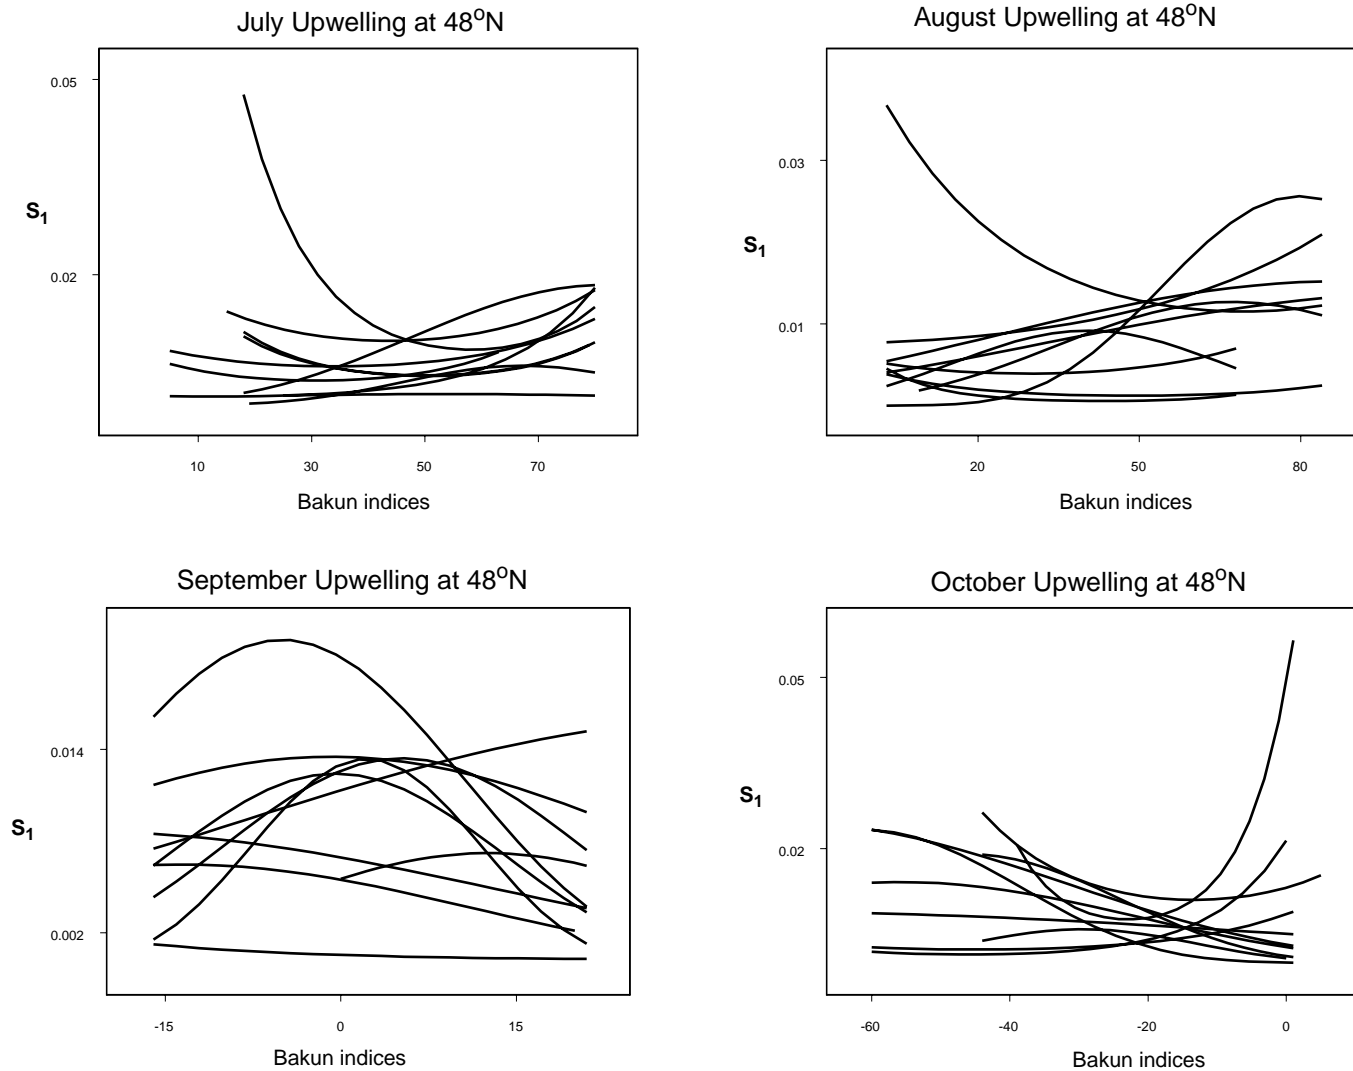 July Upwelling at 48ºN
0.05
S1
0.02
10 30 50 70
Bakun indices
August Upwelling at 48ºN
0.03
S1
0.01
20 50 80
Bakun indices
September Upwelling at 48ºN
0.014
S1
0.002
-15 0 15
Bakun indices
October Upwelling at 48ºN
0.05
S1
0.02
-60 -40 -20 0
Bakun indices